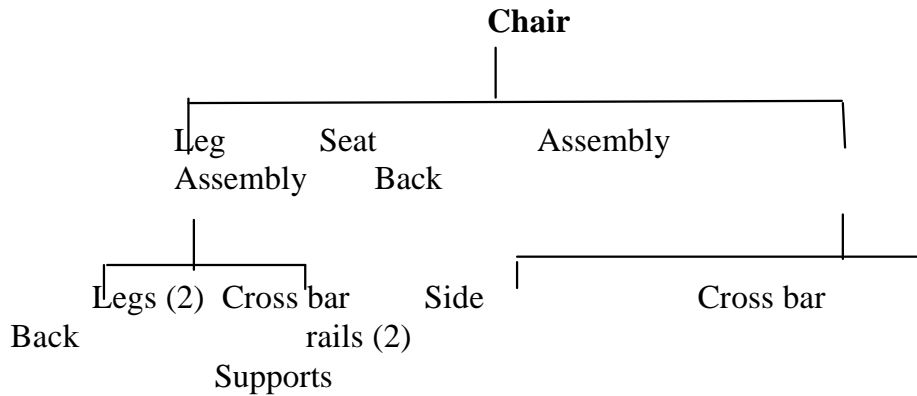 Chair
Leg Seat Assembly
Assembly Back
Legs (2) Cross bar Side Cross bar
Back rails (2)
Supports